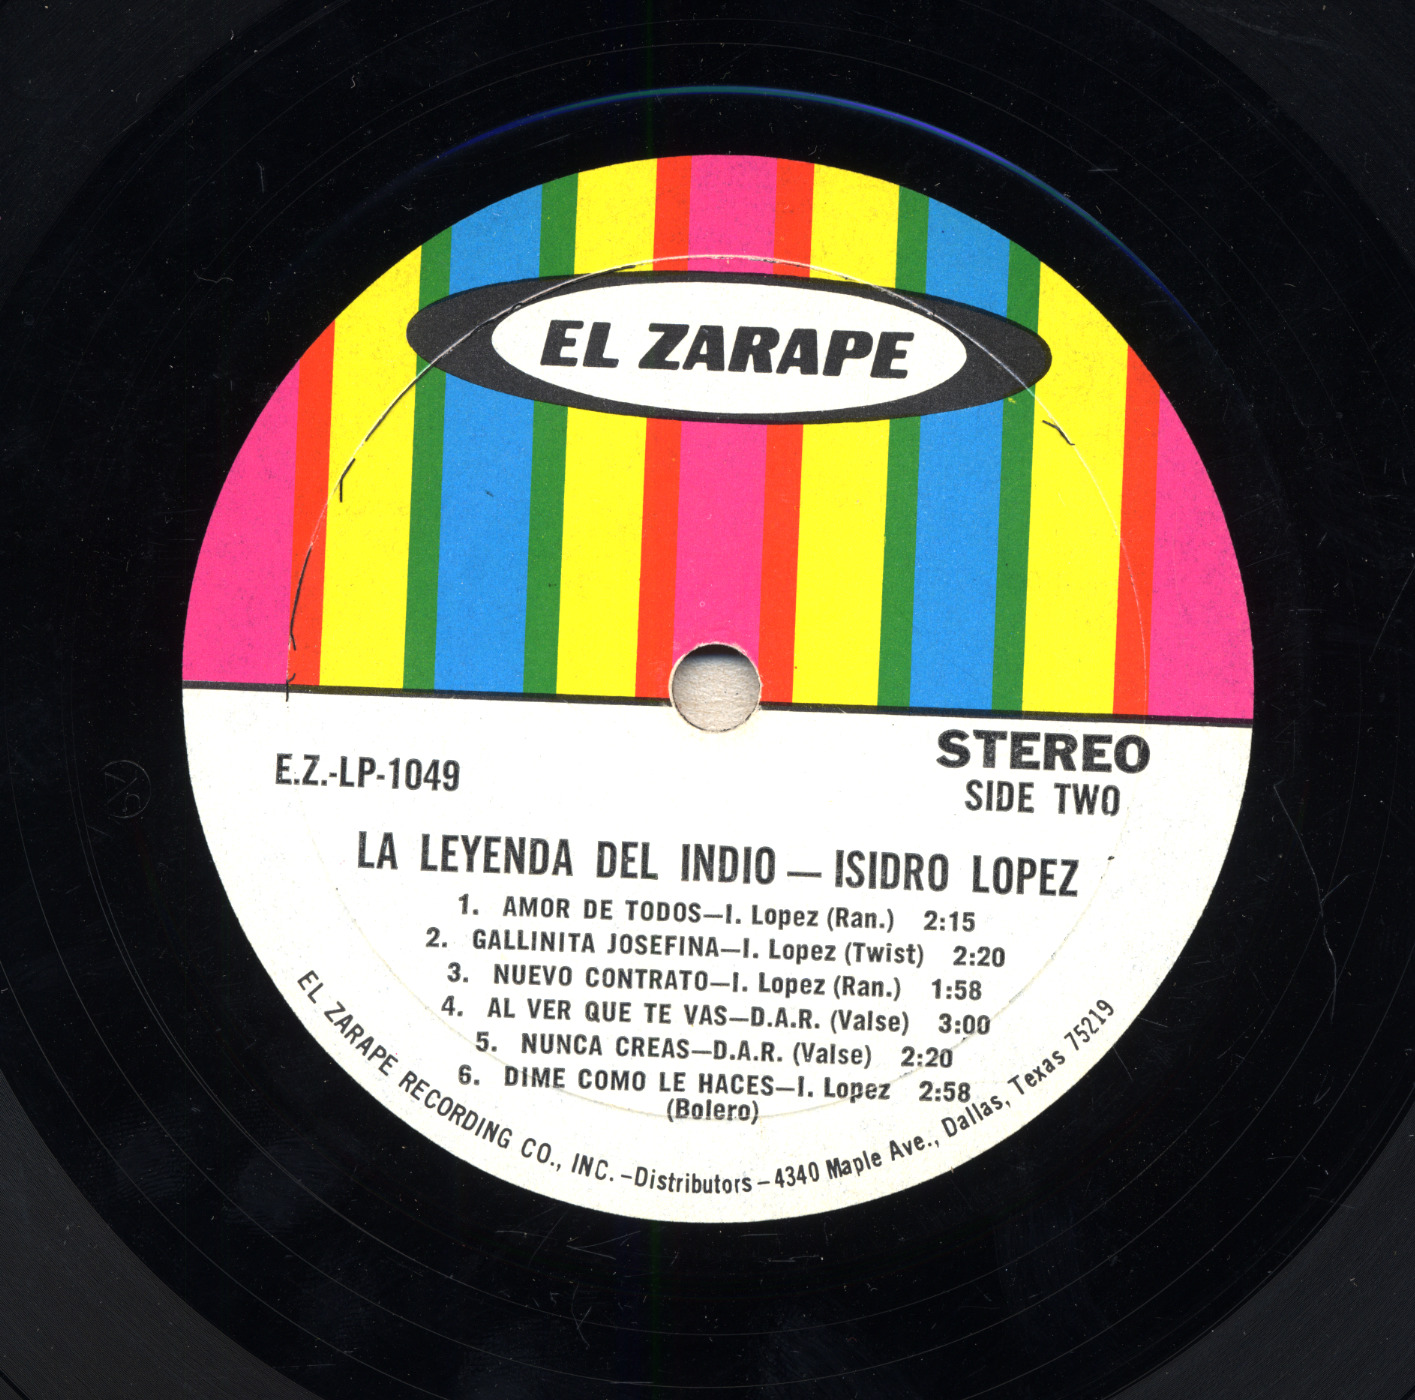 EL ZARAPE
E.Z.-LP-1049
STEREO
SIDE TWO
LA LEYENDA DEL INDIO — ISIDRO LOPEZ
1. AMOR DE TODOS—I. Lopez (Ran.) 2:15
2. GALLINITA JOSEFINA—I. Lopez (Twist) 2:20
3. NUEVO CONTRATO—I. Lopez (Ran.) 1:58
4. AL VER QUE TE VAS—D.A.R. (Valse) 3:00
5. NUNCA CREAS—D.A.R. (Valse) 2:20
6. DIME COMO LE HACES—I. Lopez 2:58
(Bolero)
EL ZARAPE RECORDING CO., INC. –Distributors – 4340 Maple Ave., Dallas, Texas 75219